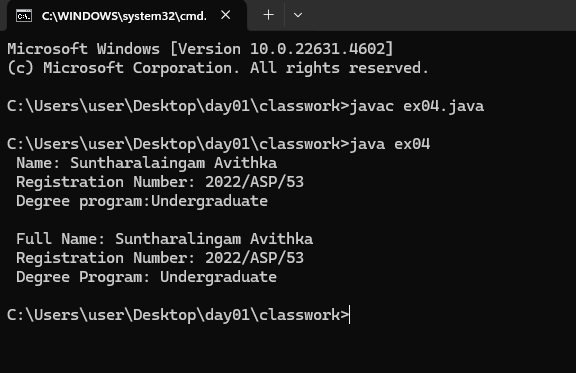 C:\WINDOWS\system32\cmd.
Microsoft Windows [Version 10.0.22631.4602]
(c) Microsoft Corporation. All rights reserved.
C:\Users\user\Desktop\day01\classwork>javac ex04.java
C:\Users\user\Desktop\day01\classwork>java ex04
Name: Suntharalaingam Avithka
Registration Number: 2022/ASP/53
Degree program:Undergraduate
Full Name: Suntharalingam Avithka
Registration Number: 2022/ASP/53
Degree Program: Undergraduate
C:\Users\user\Desktop\day01\classwork>